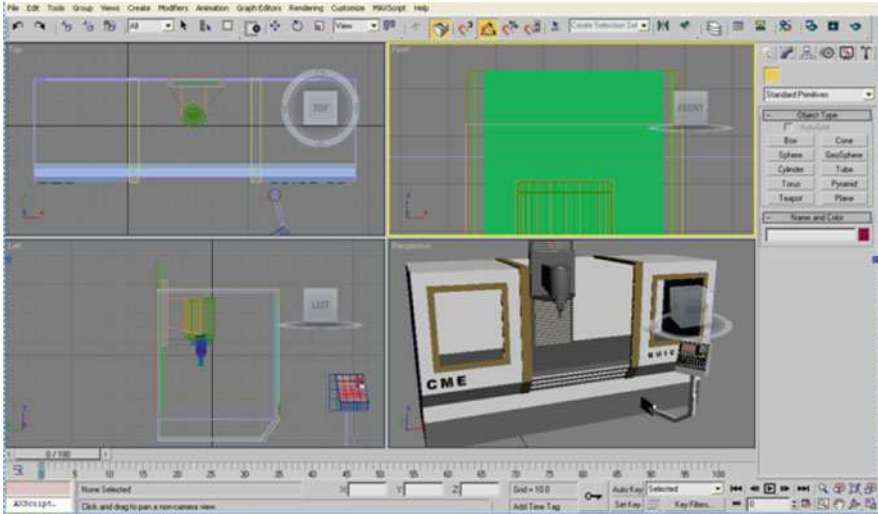 File Edit Tools Group Views Create Modifiers Animation Graph Editors Rendering Customize MAXScript Help
All
View
Create Selection Set
Top
TOP
Front
FRONT
Standard Primitives
Object Type
AutoGrid
Box Cone
Sphere GeoSphere
Cylinder Tube
Torus Pyramid
Teapot Plane
Name and Color
Left
LEFT
Perspective
CME
0 / 100
5 10 15 20 25 30 35 40 45 50 55 60 65 70 75 80 85 90 95 100
None Selected X Y Z Grid = 10.0 Auto Key Selected
AXScript. Click and drag to pan a non-camera view Add Time Tag Set Key Key Filters... 0